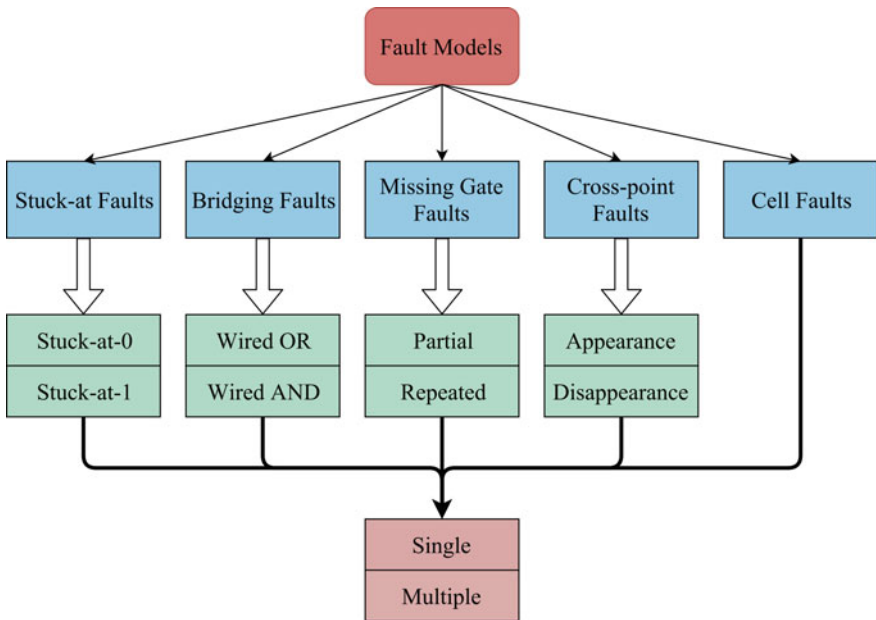 Fault Models
Stuck-at Faults
Bridging Faults
Missing Gate
Faults
Cross-point
Faults
Cell Faults
Stuck-at-0
Stuck-at-1
Wired OR
Wired AND
Partial
Repeated
Appearance
Disappearance
Single
Multiple